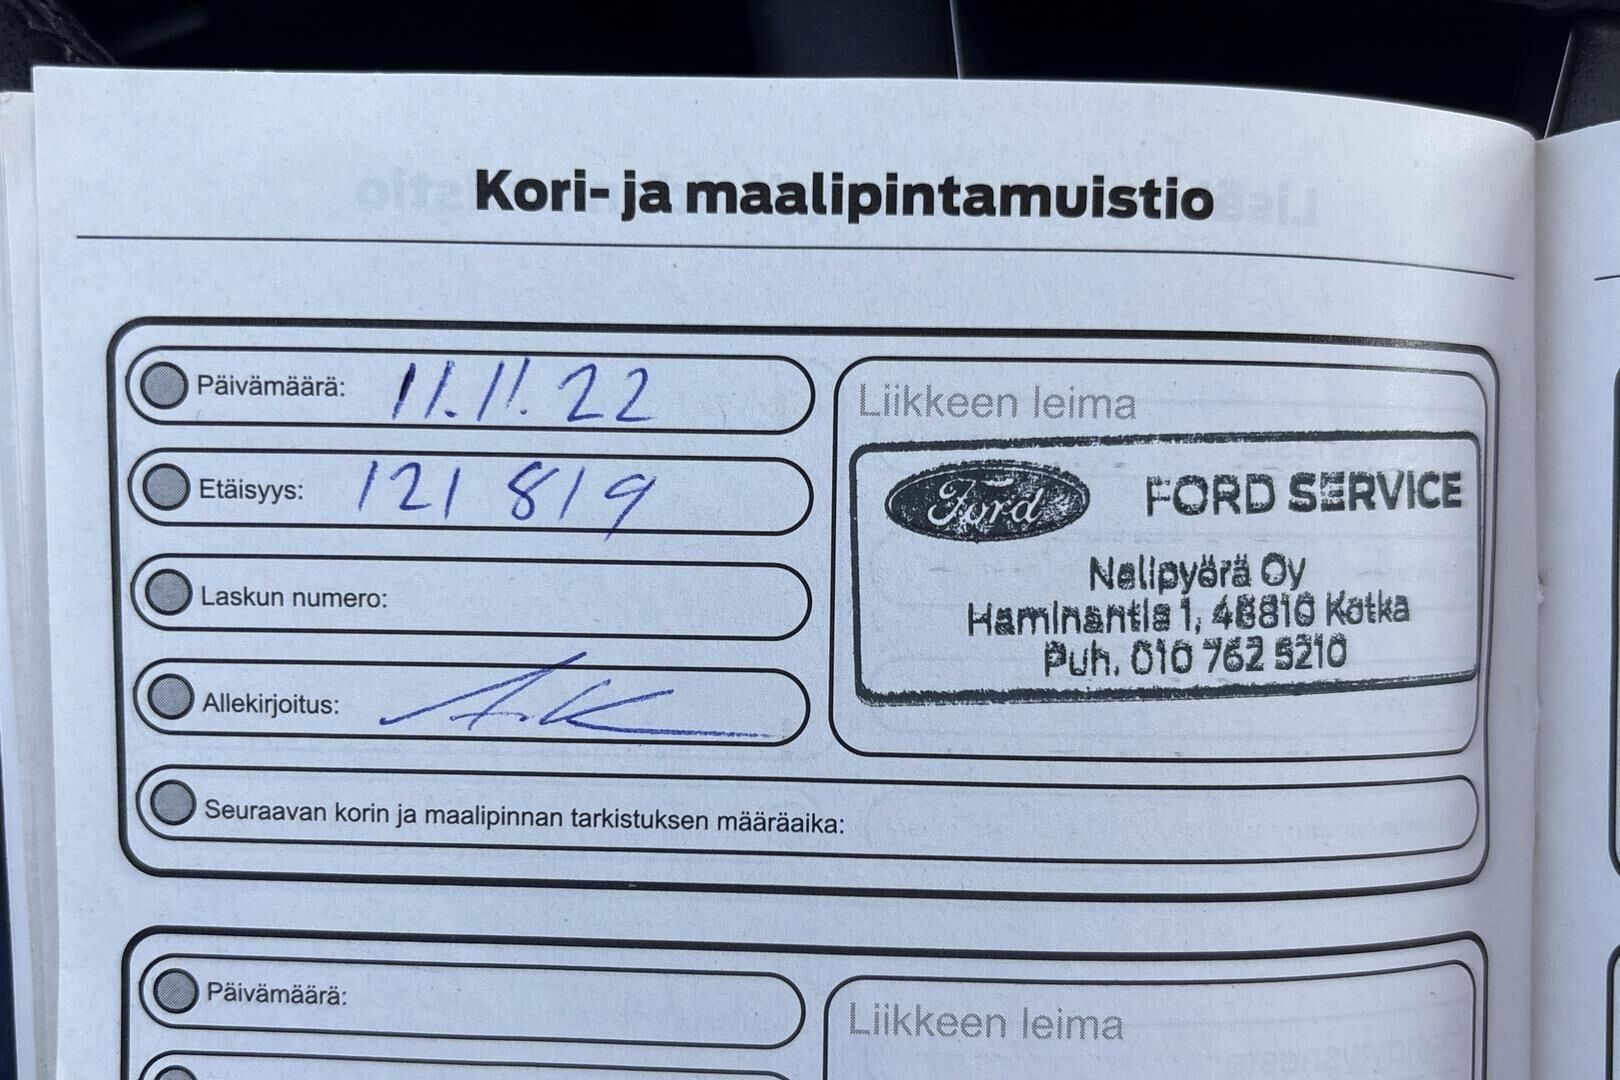 Kori- ja maalipintamuistio
Päivämäärä: 11.11.22
Etäisyys: 121 819
Laskun numero:
Allekirjoitus: A.K
Liikkeen leima
Ford FORD SERVICE
Nelipyörä Oy
Haminantie 1, 48810 Kotka
Puh. 010 762 5210
Seuraavan korin ja maalipinnan tarkistuksen määräaika:
Päivämäärä:
Liikkeen leima